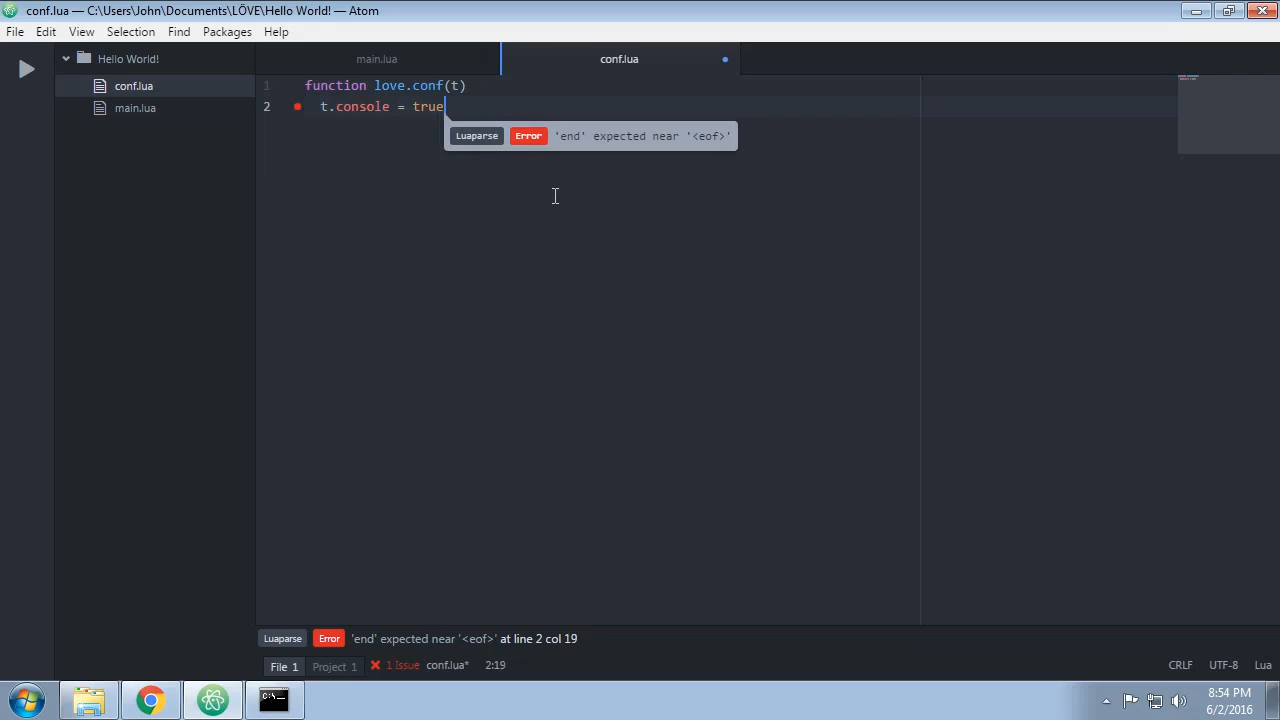 conf.lua — C:\Users\John\Documents\LÖVE\Hello World! — Atom
File Edit View Selection Find Packages Help
Hello World!
conf.lua
main.lua
main.lua conf.lua
1 function love.conf(t)
2 t.console = true
Luaparse Error 'end' expected near '<eof>'
Luaparse Error 'end' expected near '<eof>' at line 2 col 19
File 1 Project 1 1 Issue conf.lua* 2:19 CRLF UTF-8 Lua
C:\_
8:54 PM
6/2/2016